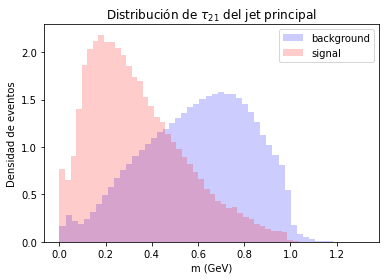 Distribución de τ₂₁ del jet principal
background
signal
Densidad de eventos
2.0
1.5
1.0
0.5
0.0
0.0 0.2 0.4 0.6 0.8 1.0 1.2
m (GeV)